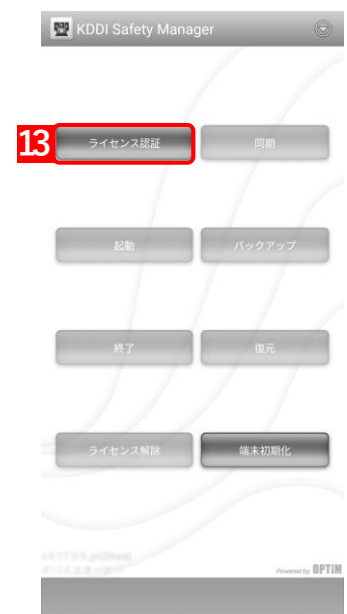 KDDI Safety Manager
13 ライセンス認証 同期
起動 バックアップ
終了 復元
ライセンス解除 端末初期化
Powered by OPTiM